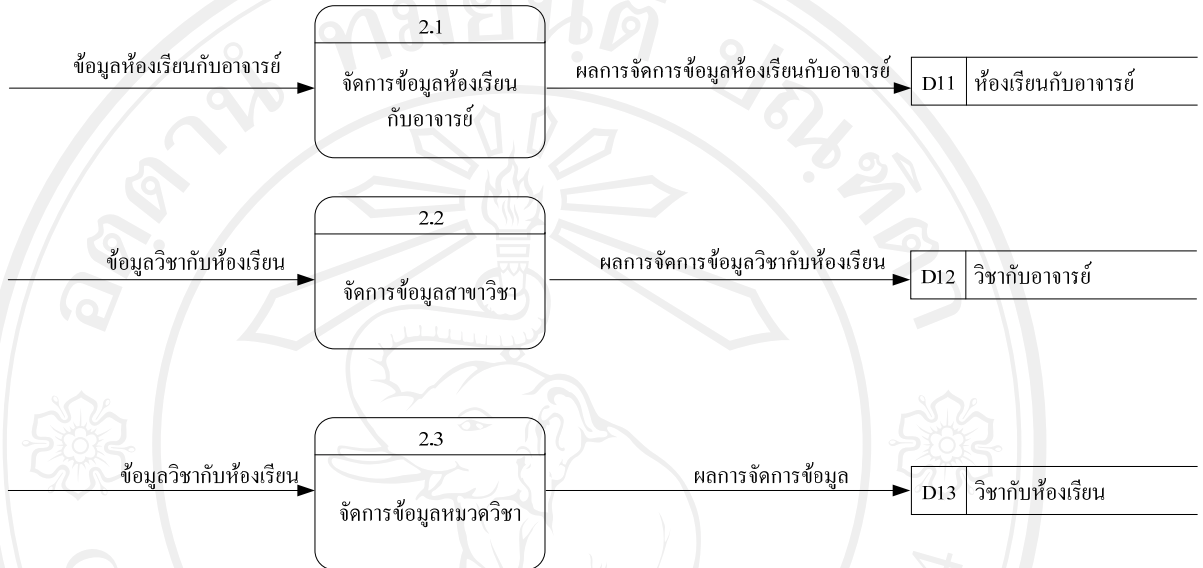 2.1
ข้อมูลห้องเรียนกับอาจารย์
จัดการข้อมูลห้องเรียน
กับอาจารย์
ผลการจัดการข้อมูลห้องเรียนกับอาจารย์
D11 ห้องเรียนกับอาจารย์
2.2
ข้อมูลวิชากับห้องเรียน
จัดการข้อมูลสาขาวิชา
ผลการจัดการข้อมูลวิชากับห้องเรียน
D12 วิชากับอาจารย์
2.3
ข้อมูลวิชากับห้องเรียน
จัดการข้อมูลหมวดวิชา
ผลการจัดการข้อมูล
D13 วิชากับห้องเรียน